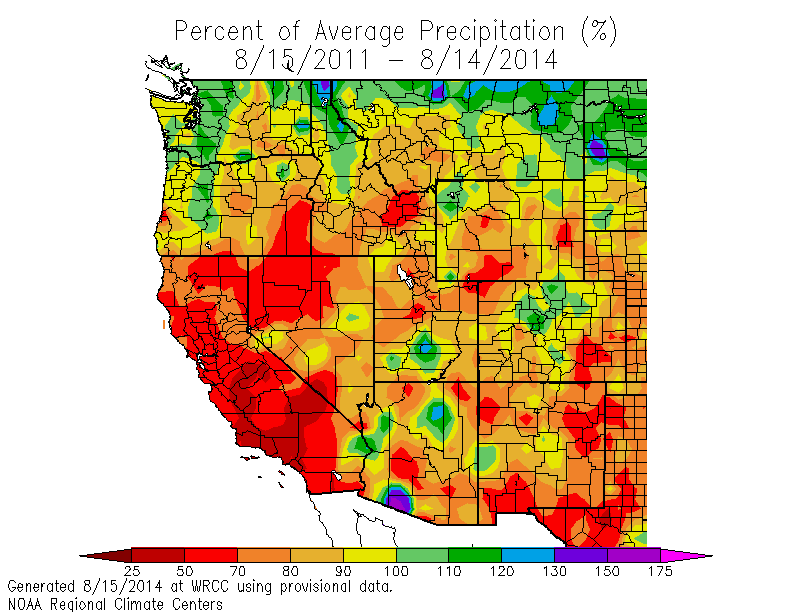 Percent of Average Precipitation (%)
8/15/2011 – 8/14/2014
25 50 70 80 90 100 110 120 130 150 175
Generated 8/15/2014 at WRCC using provisional data.
NOAA Regional Climate Centers